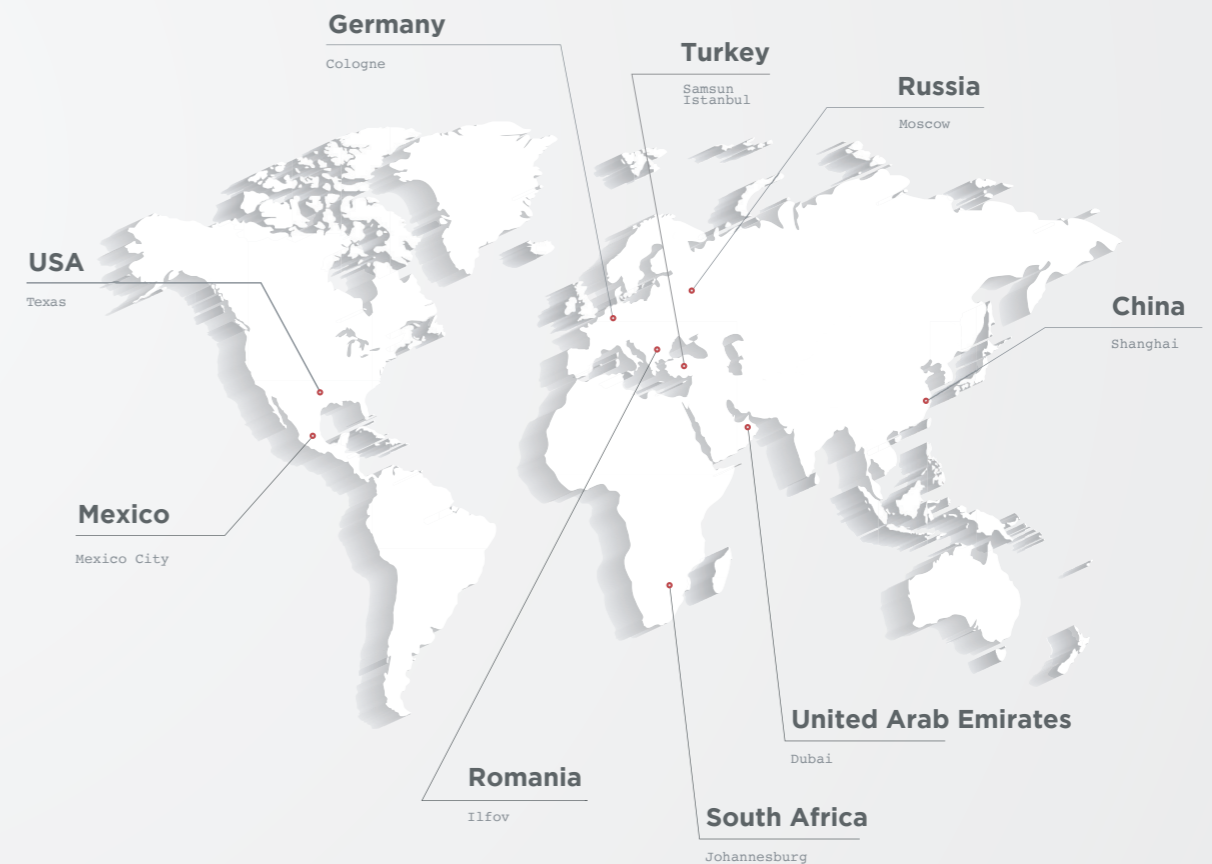 Germany
Cologne
Turkey
Samsun
Istanbul
Russia
Moscow
USA
Texas
China
Shanghai
Mexico
Mexico City
United Arab Emirates
Dubai
Romania
Ilfov
South Africa
Johannesburg